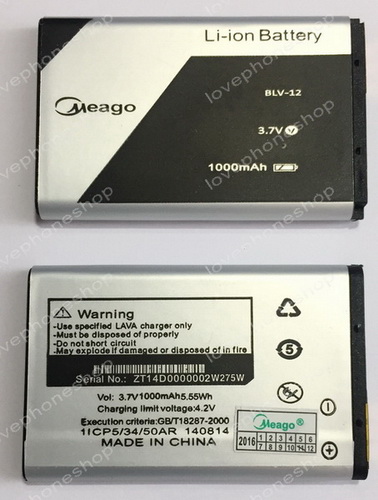 Li-ion Battery
BLV-12
Meago
3.7V
1000mAh
Warning
-Use specified LAVA charger only
-Must be disposed of properly
-Do not short circuit
-May explode if damaged or disposed of in fire
Serial No.: ZT14D0000002W275W
Vol: 3.7V1000mAh5.55Wh
Charging limit voltage:4.2V
Execution criteria:GB/T18287-2000
1ICP5/34/50AR 140814
MADE IN CHINA
5
Meago®
2016
1 2 3 4 5 6
7 8 9 10 11 12
lovephoneshop